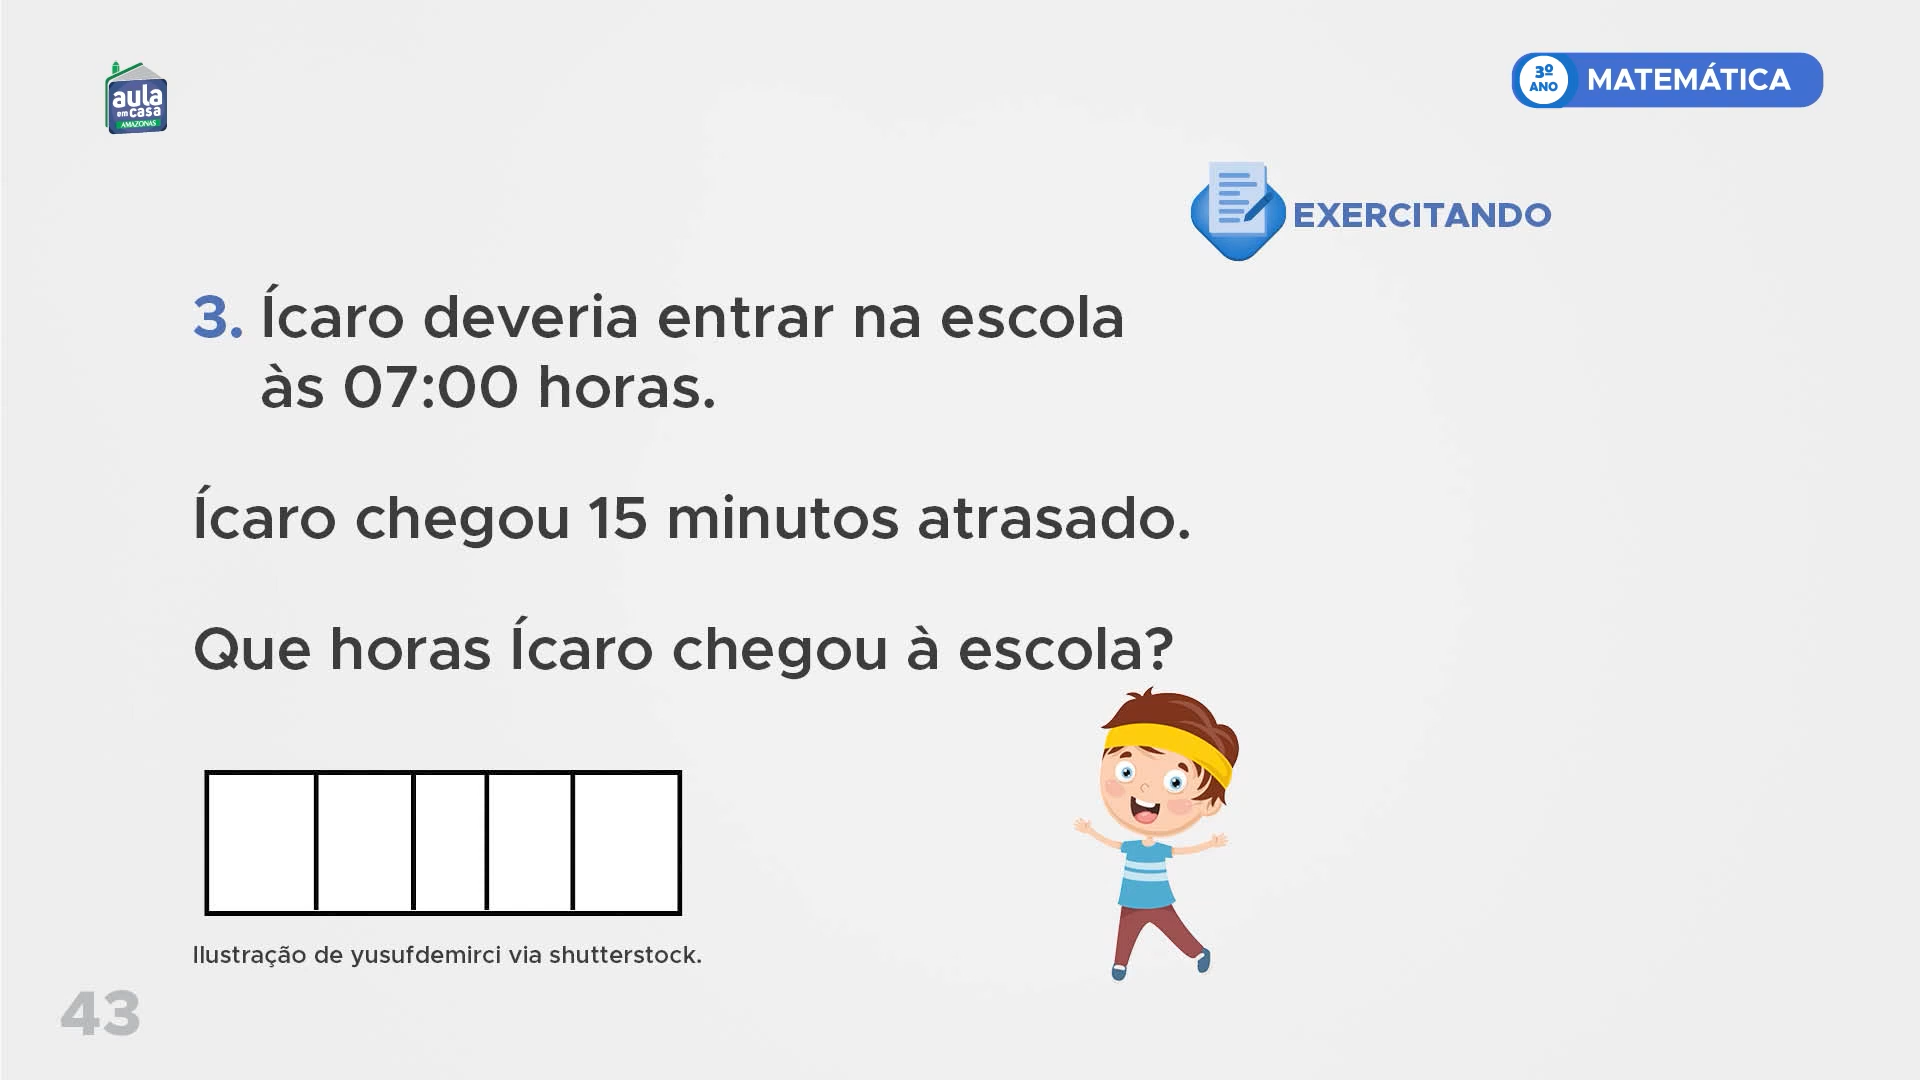 aula
em casa
AMAZONAS
3º
ANO
MATEMÁTICA
EXERCITANDO
3. Ícaro deveria entrar na escola
às 07:00 horas.
Ícaro chegou 15 minutos atrasado.
Que horas Ícaro chegou à escola?
Ilustração de yusufdemirci via shutterstock.
43